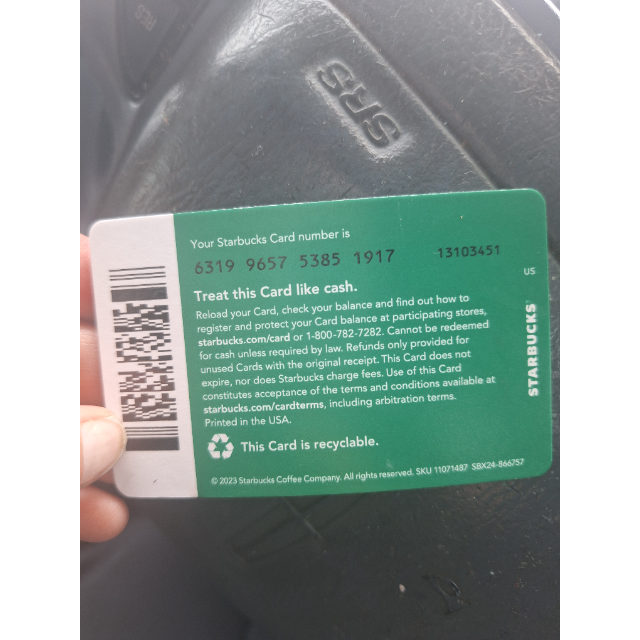 RES
SRS
Your Starbucks Card number is
6319 9657 5385 1917 13103451
Treat this Card like cash.
Reload your Card, check your balance and find out how to
register and protect your Card balance at participating stores,
starbucks.com/card or 1-800-782-7282. Cannot be redeemed
for cash unless required by law. Refunds only provided for
unused Cards with the original receipt. This Card does not
expire, nor does Starbucks charge fees. Use of this Card
constitutes acceptance of the terms and conditions available at
starbucks.com/cardterms, including arbitration terms.
Printed in the USA.
This Card is recyclable.
© 2023 Starbucks Coffee Company. All rights reserved. SKU 11071487 SBX24-866757
US
STARBUCKS